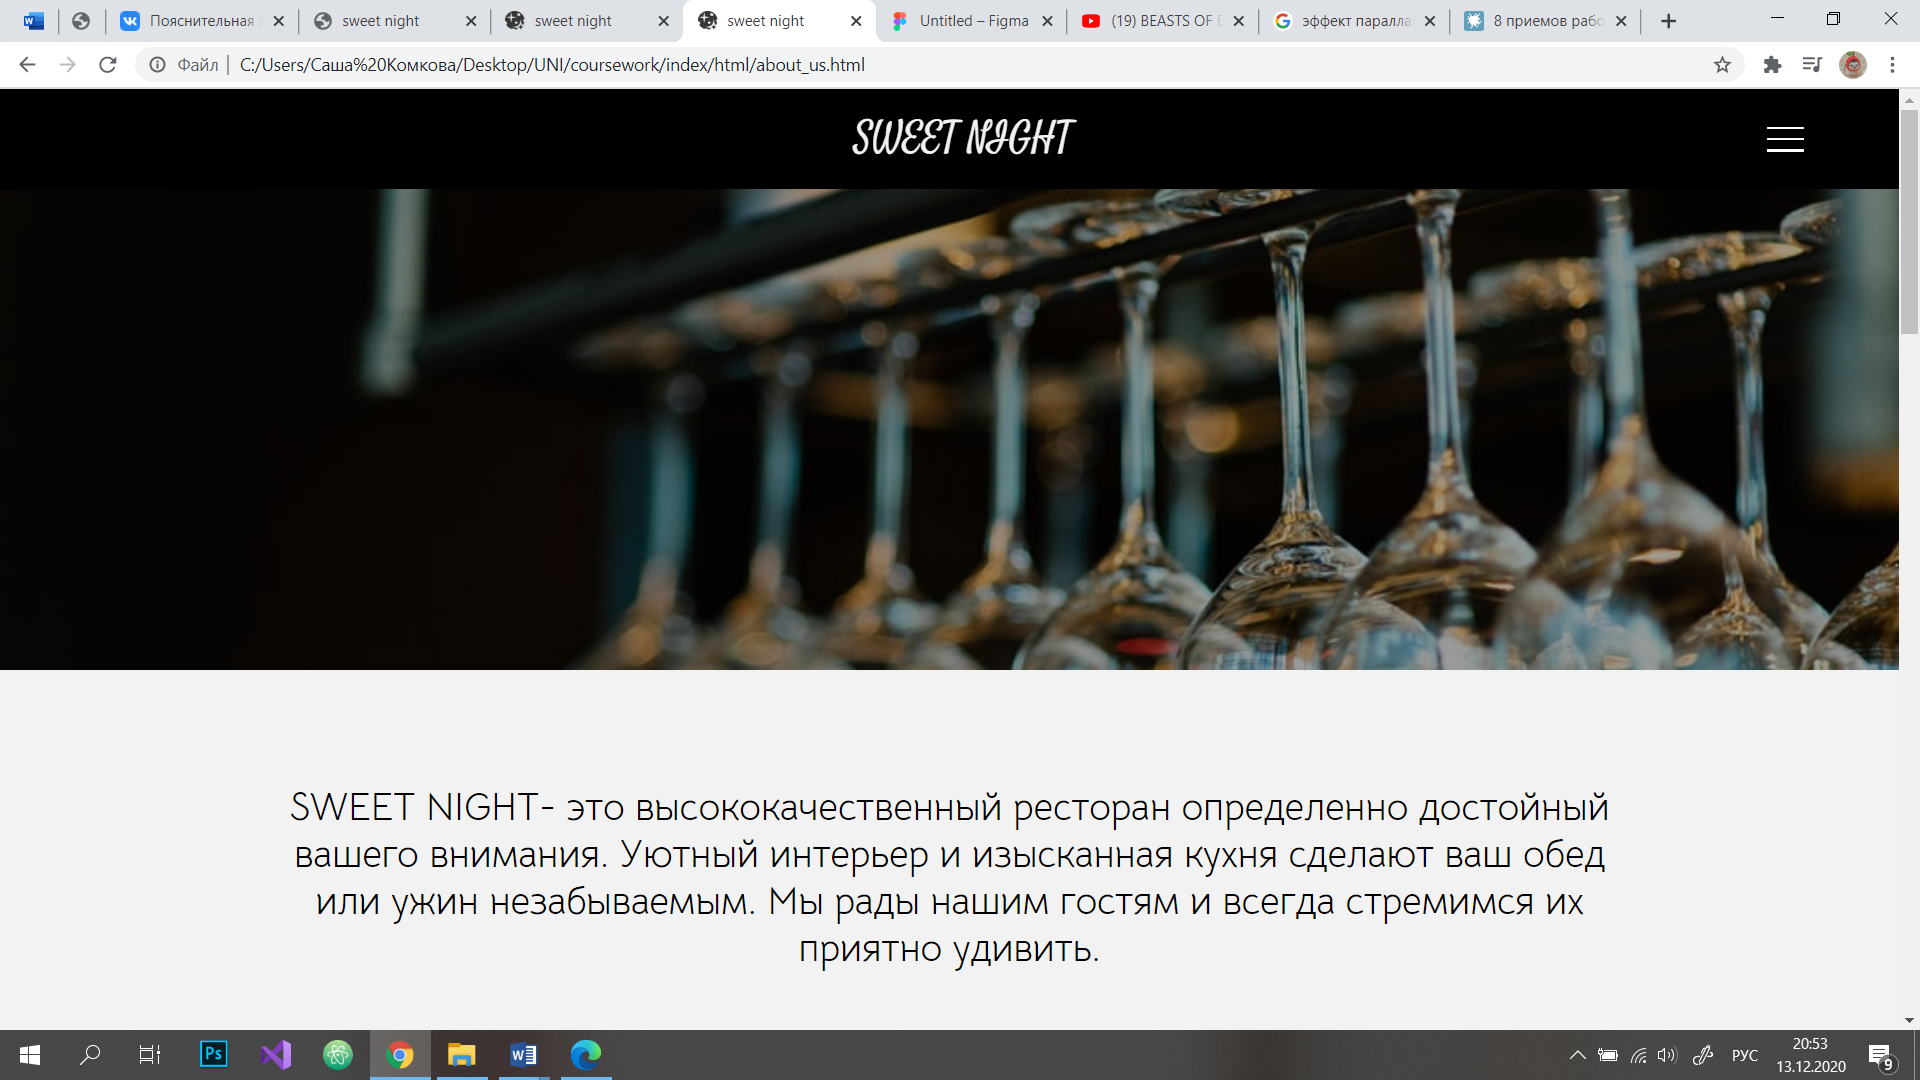 Пояснительная з
sweet night
sweet night
sweet night
Untitled – Figma
(19) BEASTS OF B
эффект паралла
8 приемов рабо
Файл
C:/Users/Саша%20Комкова/Desktop/UNI/coursework/index/html/about_us.html
SWEET NIGHT
SWEET NIGHT- это высококачественный ресторан определенно достойный
вашего внимания. Уютный интерьер и изысканная кухня сделают ваш обед
или ужин незабываемым. Мы рады нашим гостям и всегда стремимся их
приятно удивить.
Ps
РУС
20:53
13.12.2020
9